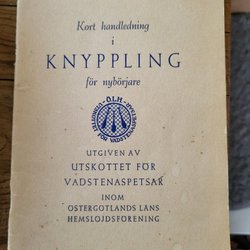 Kort handledning
i
KNYPPLING
för nybörjare
Ö.L.H.
UTGIVEN AV
UTSKOTTET FÖR
VADSTENASPETSAR
INOM
ÖSTERGÖTLANDS LÄNS
HEMSLÖJDSFÖRENING